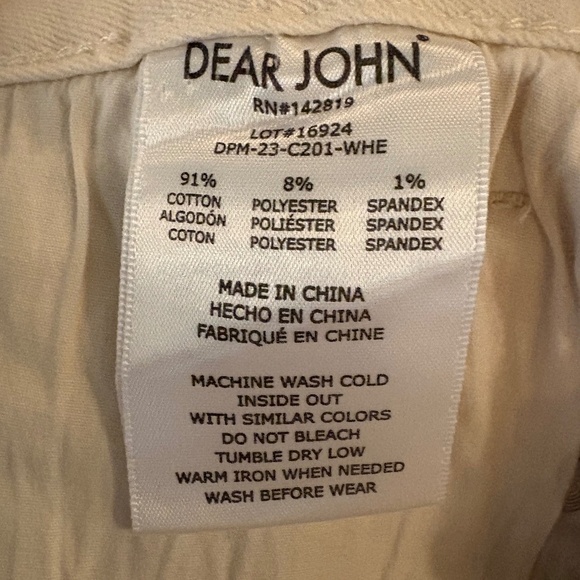 DEAR JOHN
RN#142819
LOT#16924
DPM-23-C201-WHE
91% 8% 1%
COTTON POLYESTER SPANDEX
ALGODÓN POLIÉSTER SPANDEX
COTON POLYESTER SPANDEX
MADE IN CHINA
HECHO EN CHINA
FABRIQUÉ EN CHINE
MACHINE WASH COLD
INSIDE OUT
WITH SIMILAR COLORS
DO NOT BLEACH
TUMBLE DRY LOW
WARM IRON WHEN NEEDED
WASH BEFORE WEAR